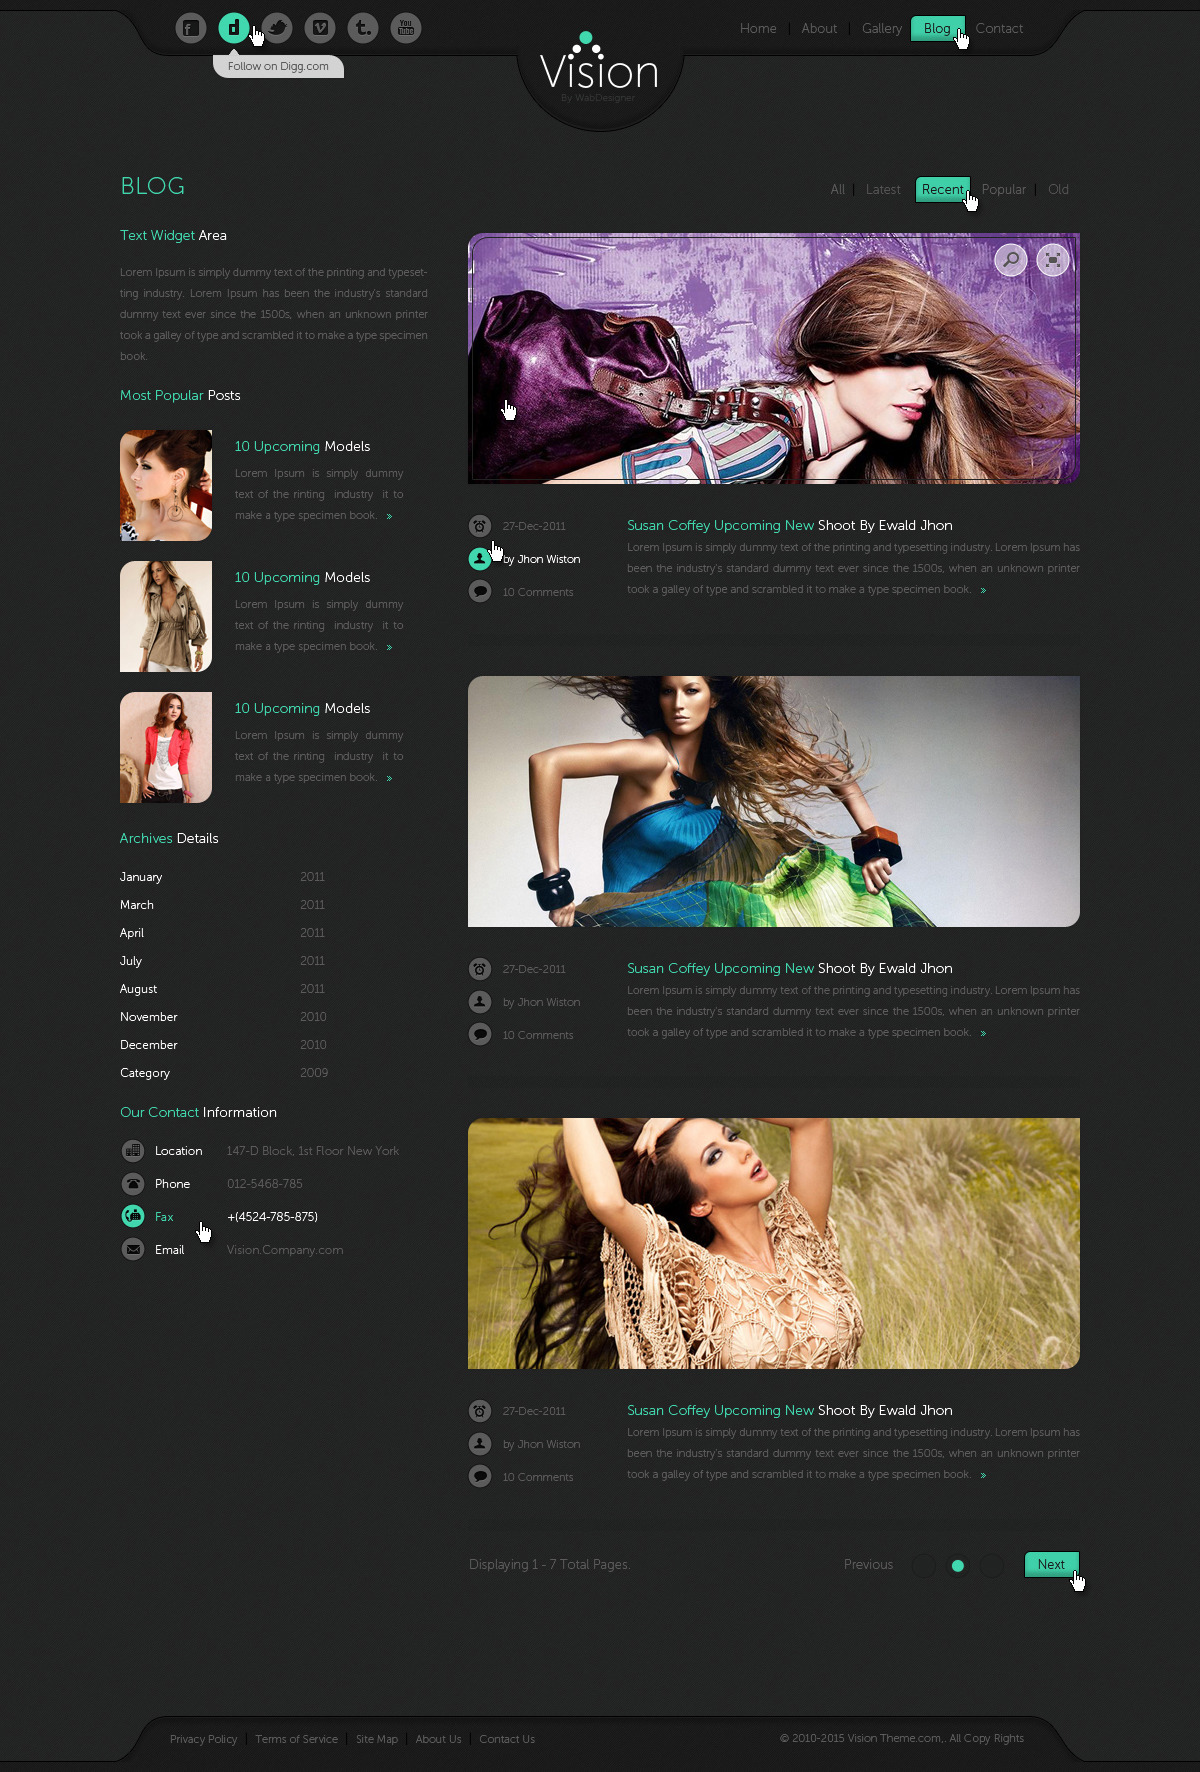 Home About Gallery Blog Contact
Follow on Digg.com
You
Tube
Vision
By WabDesigner
BLOG
All Latest Recent Popular Old
Text Widget Area
Lorem Ipsum is simply dummy text of the printing and typeset-
ting industry. Lorem Ipsum has been the industry's standard
dummy text ever since the 1500s, when an unknown printer
took a galley of type and scrambled it to make a type specimen
book.
Most Popular Posts
10 Upcoming Models
Lorem Ipsum is simply dummy
text of the rinting industry it to
make a type specimen book. »
10 Upcoming Models
Lorem Ipsum is simply dummy
text of the rinting industry it to
make a type specimen book. »
10 Upcoming Models
Lorem Ipsum is simply dummy
text of the rinting industry it to
make a type specimen book. »
Archives Details
January 2011
March 2011
April 2011
July 2011
August 2011
November 2010
December 2010
Category 2009
Our Contact Information
Location 147-D Block, 1st Floor New York
Phone 012-5468-785
Fax +(4524-785-875)
Email Vision.Company.com
27-Dec-2011
by Jhon Wiston
10 Comments
Susan Coffey Upcoming New Shoot By Ewald Jhon
Lorem Ipsum is simply dummy text of the printing and typesetting industry. Lorem Ipsum has
been the industry's standard dummy text ever since the 1500s, when an unknown printer
took a galley of type and scrambled it to make a type specimen book. »
27-Dec-2011
by Jhon Wiston
10 Comments
Susan Coffey Upcoming New Shoot By Ewald Jhon
Lorem Ipsum is simply dummy text of the printing and typesetting industry. Lorem Ipsum has
been the industry's standard dummy text ever since the 1500s, when an unknown printer
took a galley of type and scrambled it to make a type specimen book. »
27-Dec-2011
by Jhon Wiston
10 Comments
Susan Coffey Upcoming New Shoot By Ewald Jhon
Lorem Ipsum is simply dummy text of the printing and typesetting industry. Lorem Ipsum has
been the industry's standard dummy text ever since the 1500s, when an unknown printer
took a galley of type and scrambled it to make a type specimen book. »
Displaying 1 - 7 Total Pages.
Previous Next
Privacy Policy Terms of Service Site Map About Us Contact Us
© 2010-2015 Vision Theme.com,. All Copy Rights